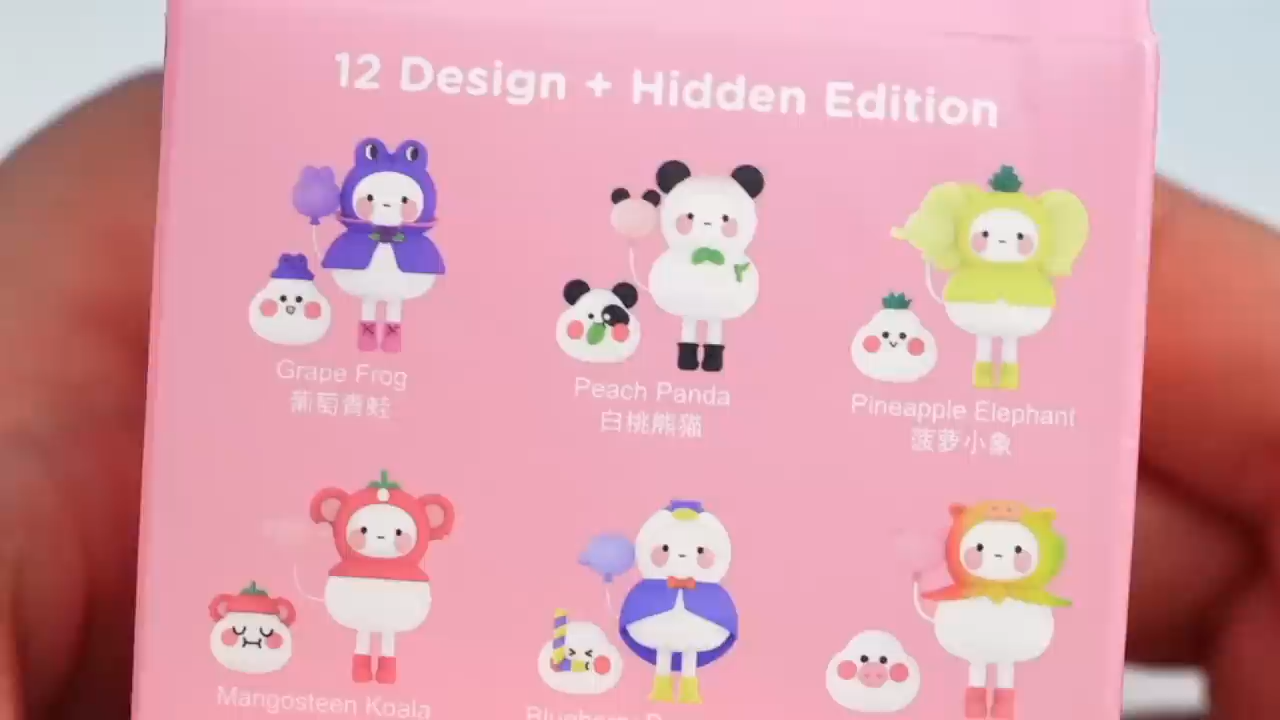 12 Design + Hidden Edition
Grape Frog
葡萄青蛙
Peach Panda
白桃熊猫
Pineapple Elephant
菠萝小象
Mangosteen Koala
Blueberry